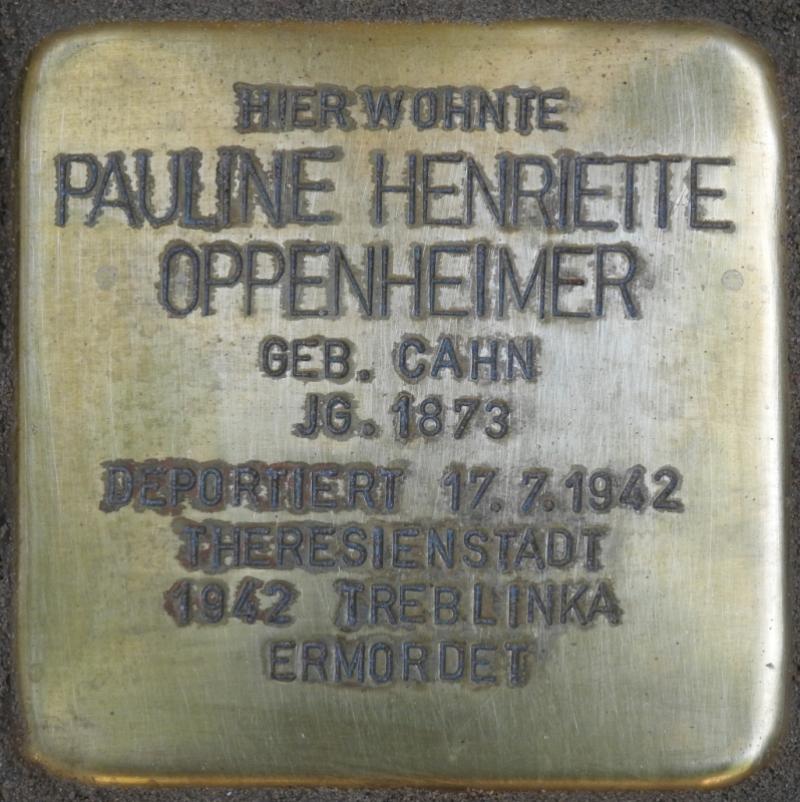 HIER WOHNTE
PAULINE HENRIETTE
OPPENHEIMER
GEB. CAHN
JG. 1873
DEPORTIERT 17.7.1942
THERESIENSTADT
1942 TREBLINKA
ERMORDET